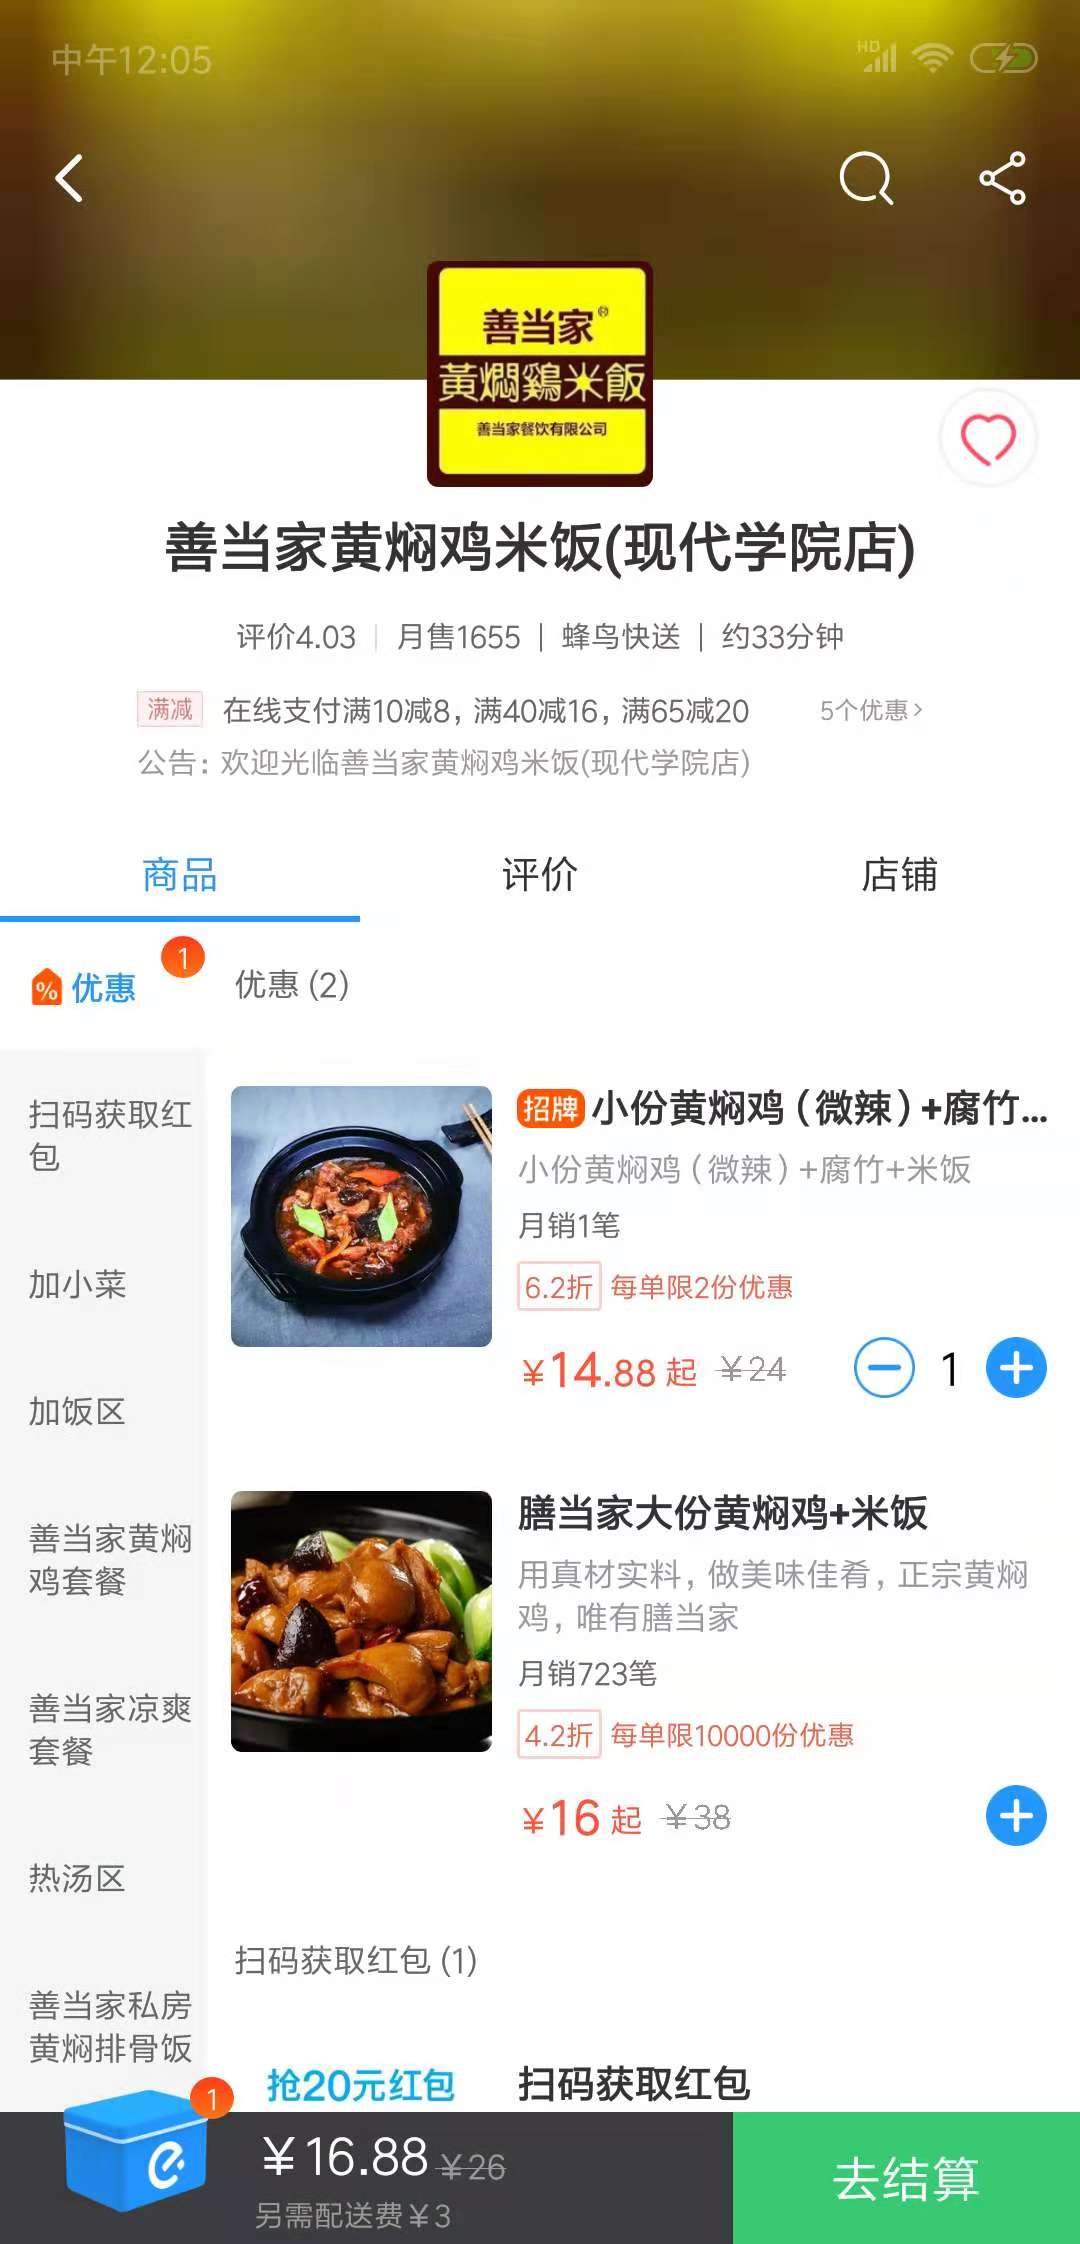 中午12:05
HD
善当家®
黃燜鷄米飯
善当家餐饮有限公司
善当家黄焖鸡米饭(现代学院店)
评价4.03 | 月售1655 | 蜂鸟快送 | 约33分钟
满减 在线支付满10减8，满40减16，满65减20 5个优惠>
公告：欢迎光临善当家黄焖鸡米饭(现代学院店)
商品 评价 店铺
% 优惠 1
优惠 (2)
扫码获取红
包
加小菜
加饭区
善当家黄焖
鸡套餐
善当家凉爽
套餐
热汤区
善当家私房
黄焖排骨饭
招牌 小份黄焖鸡（微辣）+腐竹...
小份黄焖鸡（微辣）+腐竹+米饭
月销1笔
6.2折 每单限2份优惠
¥14.88 起 ¥24 1
膳当家大份黄焖鸡+米饭
用真材实料，做美味佳肴，正宗黄焖
鸡，唯有膳当家
月销723笔
4.2折 每单限10000份优惠
¥16 起 ¥38
扫码获取红包 (1)
抢20元红包 扫码获取红包
1
¥16.88 ¥26
另需配送费¥3
去结算